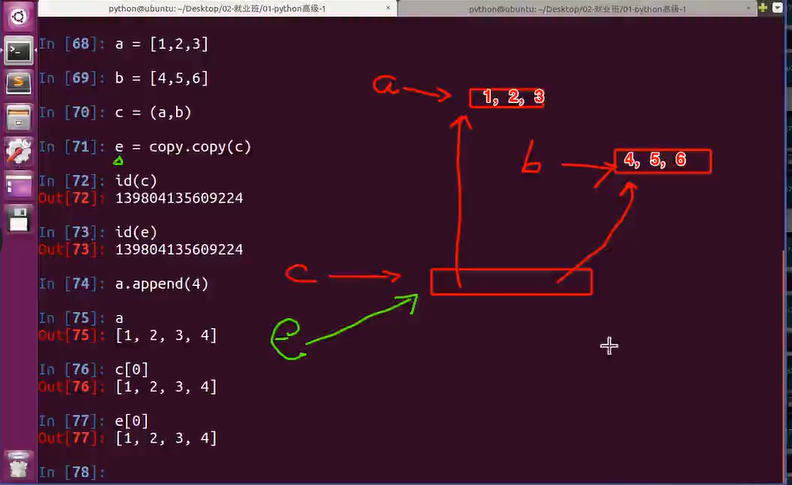 python@ubuntu: ~/Desktop/02-就业班/01-python高级-1
python@ubuntu: ~/Desktop/02-就业班/01-python高级-1
In [68]: a = [1,2,3]
In [69]: b = [4,5,6]
In [70]: c = (a,b)
In [71]: e = copy.copy(c)
In [72]: id(c)
Out[72]: 139804135609224
In [73]: id(e)
Out[73]: 139804135609224
In [74]: a.append(4)
In [75]: a
Out[75]: [1, 2, 3, 4]
In [76]: c[0]
Out[76]: [1, 2, 3, 4]
In [77]: e[0]
Out[77]: [1, 2, 3, 4]
In [78]:
a
1, 2, 3
b
4, 5, 6
c
e